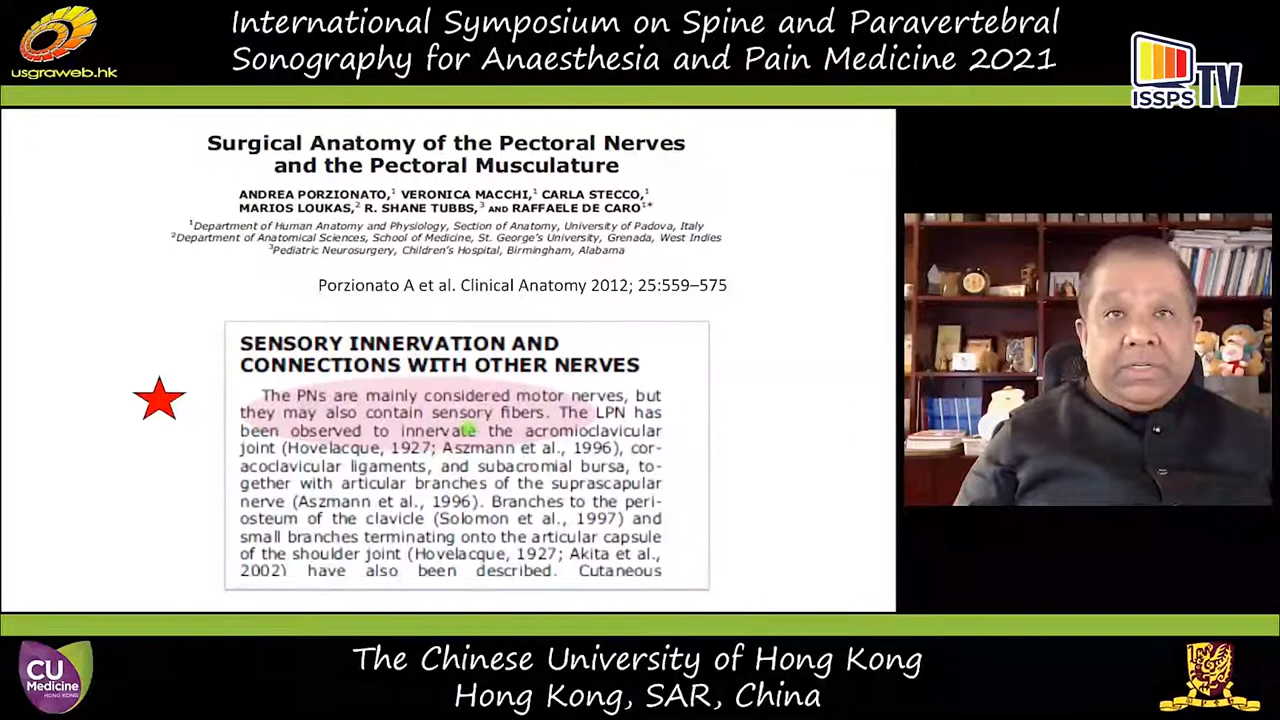 International Symposium on Spine and Paravertebral
Sonography for Anaesthesia and Pain Medicine 2021
usgraweb.hk
ISSPS TV
Surgical Anatomy of the Pectoral Nerves
and the Pectoral Musculature
ANDREA PORZIONATO,¹ VERONICA MACCHI,¹ CARLA STECCO,¹
MARIOS LOUKAS,² R. SHANE TUBBS,³ AND RAFFAELE DE CARO¹*
¹Department of Human Anatomy and Physiology, Section of Anatomy, University of Padova, Italy
²Department of Anatomical Sciences, School of Medicine, St. George's University, Grenada, West Indies
³Pediatric Neurosurgery, Children's Hospital, Birmingham, Alabama
Porzionato A et al. Clinical Anatomy 2012; 25:559–575
SENSORY INNERVATION AND
CONNECTIONS WITH OTHER NERVES
The PNs are mainly considered motor nerves, but
they may also contain sensory fibers. The LPN has
been observed to innervate the acromioclavicular
joint (Hovelacque, 1927; Aszmann et al., 1996), cor-
acoclavicular ligaments, and subacromial bursa, to-
gether with articular branches of the suprascapular
nerve (Aszmann et al., 1996). Branches to the peri-
osteum of the clavicle (Solomon et al., 1997) and
small branches terminating onto the articular capsule
of the shoulder joint (Hovelacque, 1927; Akita et al.,
2002) have also been described. Cutaneous
CU
Medicine
HONG KONG
The Chinese University of Hong Kong
Hong Kong, SAR, China